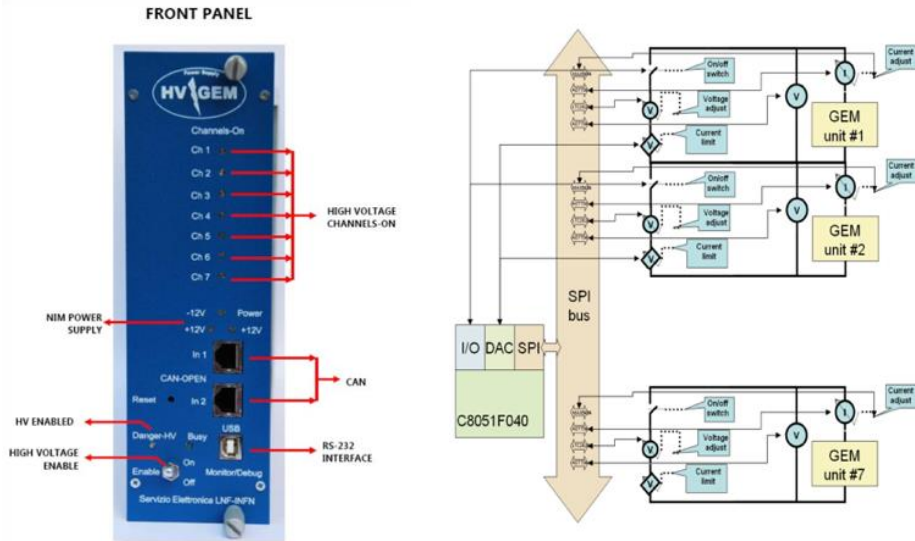 FRONT PANEL
Power Supply
HV GEM
Channels-On
Ch 1
Ch 2
Ch 3
Ch 4
Ch 5
Ch 6
Ch 7
HIGH VOLTAGE
CHANNELS-ON
NIM POWER
SUPPLY
-12V
Power
+12V
+12V
In 1
CAN-OPEN
In 2
CAN
Reset
USB
HV ENABLED
Danger-HV
Busy
RS-232
INTERFACE
HIGH VOLTAGE
ENABLE
Enable
On
Off
Monitor/Debug
Servizio Elettronica LNF-INFN
SPI
bus
I/O
DAC
SPI
C8051F040
On/off
switch
Voltage
adjust
Current
limit
V
V
V
I
Current
adjust
GEM
unit #1
On/off
switch
Voltage
adjust
Current
limit
V
V
V
I
Current
adjust
GEM
unit #2
On/off
switch
Voltage
adjust
Current
limit
V
V
V
I
Current
adjust
GEM
unit #7